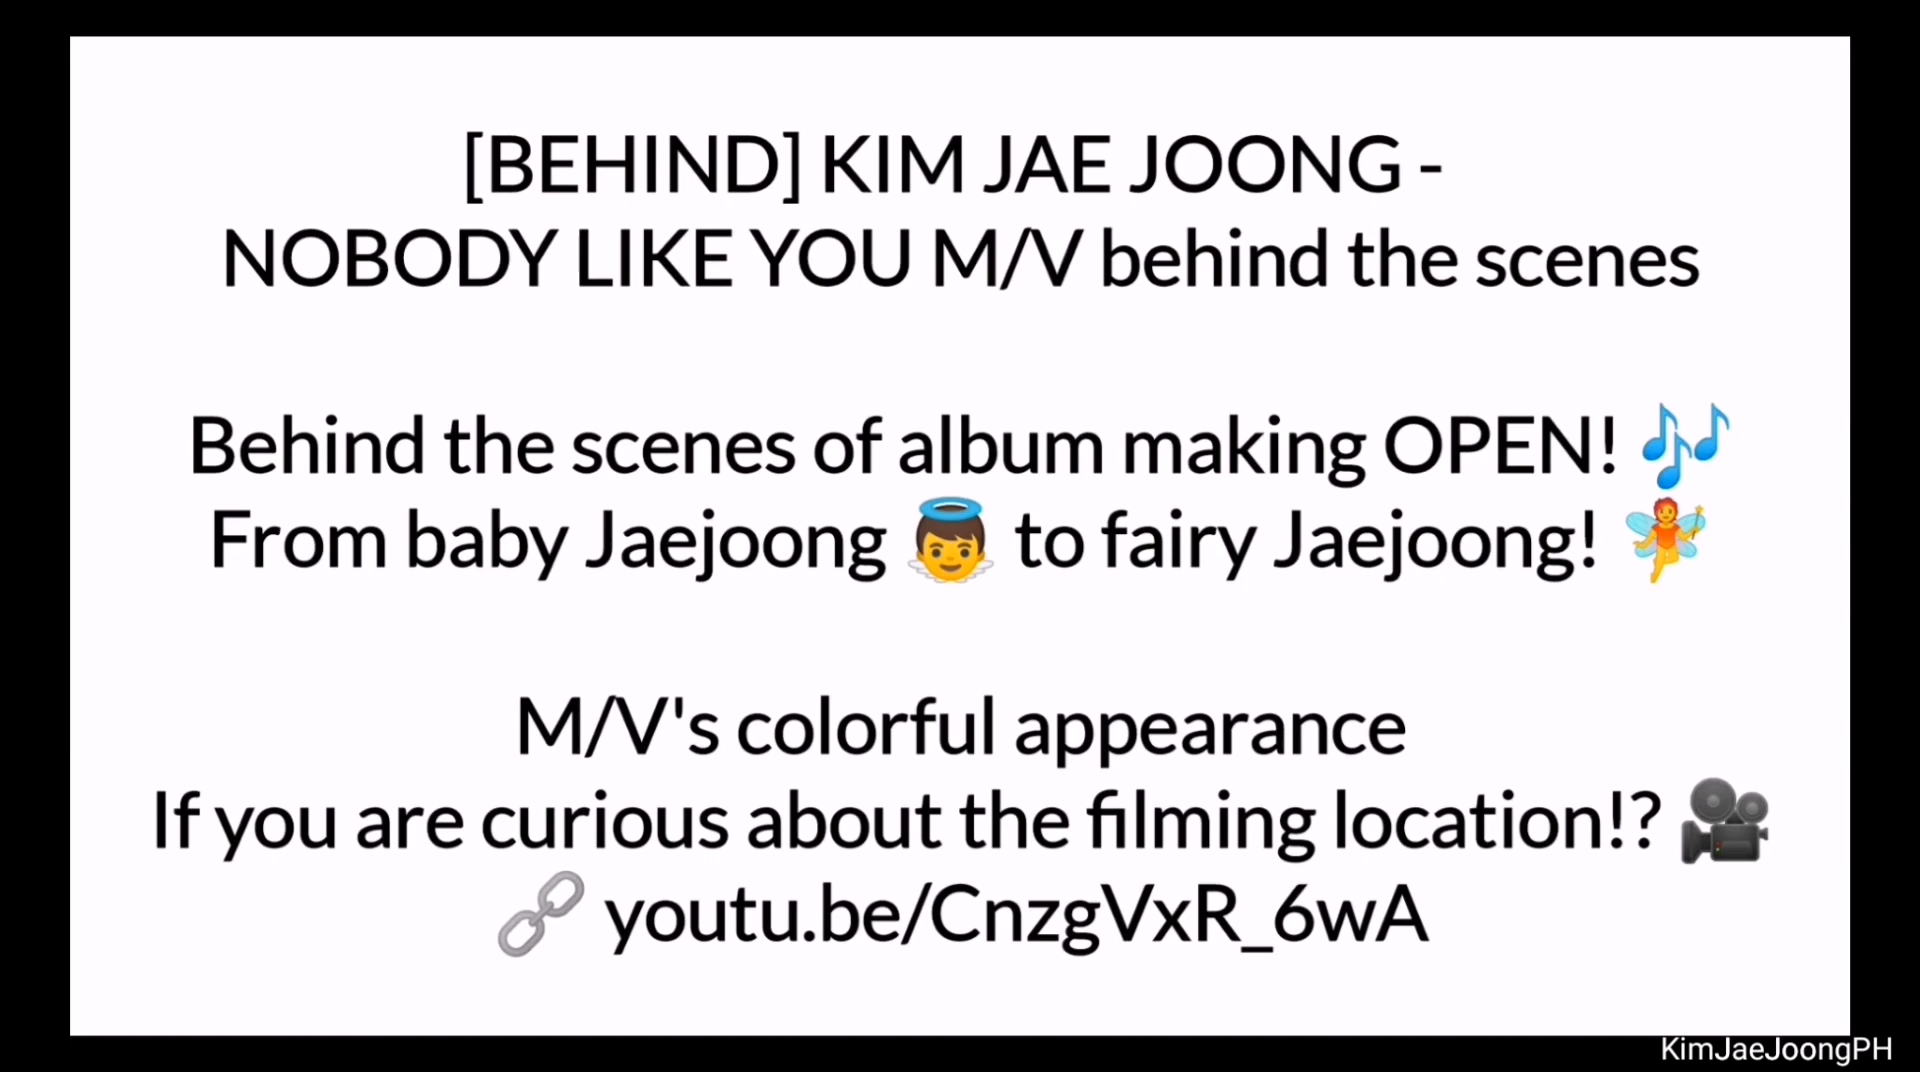 [BEHIND] KIM JAE JOONG -
NOBODY LIKE YOU M/V behind the scenes
Behind the scenes of album making OPEN! 🎶
From baby Jaejoong 👼 to fairy Jaejoong! 🧚
M/V's colorful appearance
If you are curious about the filming location!? 🎥
🔗 youtu.be/CnzgVxR_6wA
KimJaeJoongPH